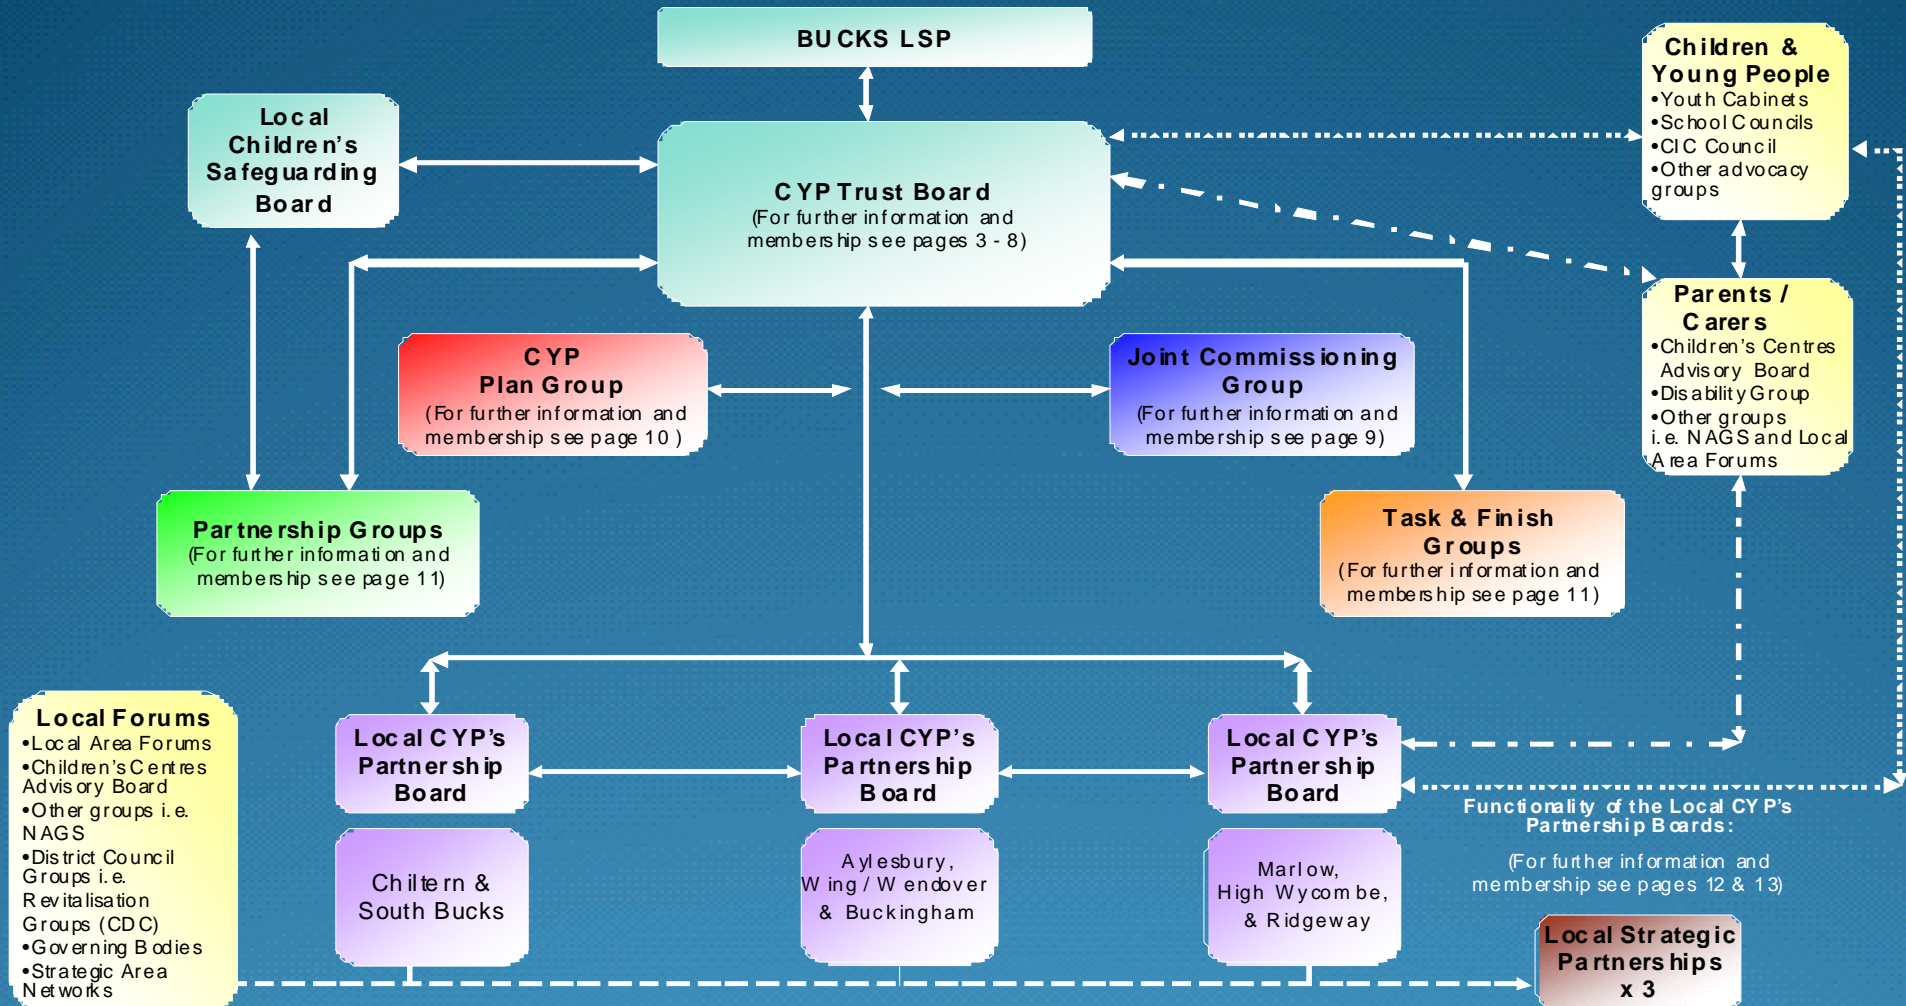 BUCKS LSP
Local
Children's
Safeguarding
Board
CYP Trust Board
(For further information and
membership see pages 3 - 8)
Children &
Young People
•Youth Cabinets
•School Councils
•CIC Council
•Other advocacy
groups
Parents /
Carers
•Children's Centres
Advisory Board
•Disability Group
•Other groups
i.e. NAGS and Local
Area Forums
CYP
Plan Group
(For further information and
membership see page 10 )
Joint Commissioning
Group
(For further information and
membership see page 9)
Partnership Groups
(For further information and
membership see page 11)
Task & Finish
Groups
(For further information and
membership see page 11)
Local Forums
•Local Area Forums
•Children's Centres
Advisory Board
•Other groups i.e.
NAGS
•District Council
Groups i.e.
Revitalisation
Groups (CDC)
•Governing Bodies
•Strategic Area
Networks
Local CYP's
Partnership
Board
Local CYP's
Partnership
Board
Local CYP's
Partnership
Board
Chiltern &
South Bucks
Aylesbury,
Wing / Wendover
& Buckingham
Marlow,
High Wycombe,
& Ridgeway
Functionality of the Local CYP's
Partnership Boards:
(For further information and
membership see pages 12 & 13)
Local Strategic
Partnerships
x 3